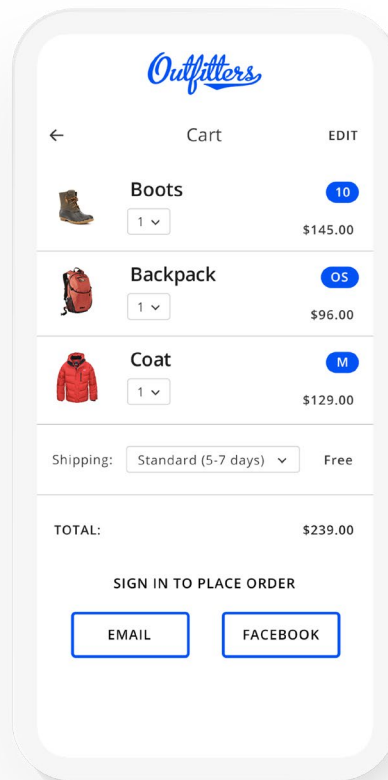 Outfitters
Cart EDIT
Boots 10
1 $145.00
Backpack OS
1 $96.00
Coat M
1 $129.00
Shipping: Standard (5-7 days) Free
TOTAL: $239.00
SIGN IN TO PLACE ORDER
EMAIL FACEBOOK